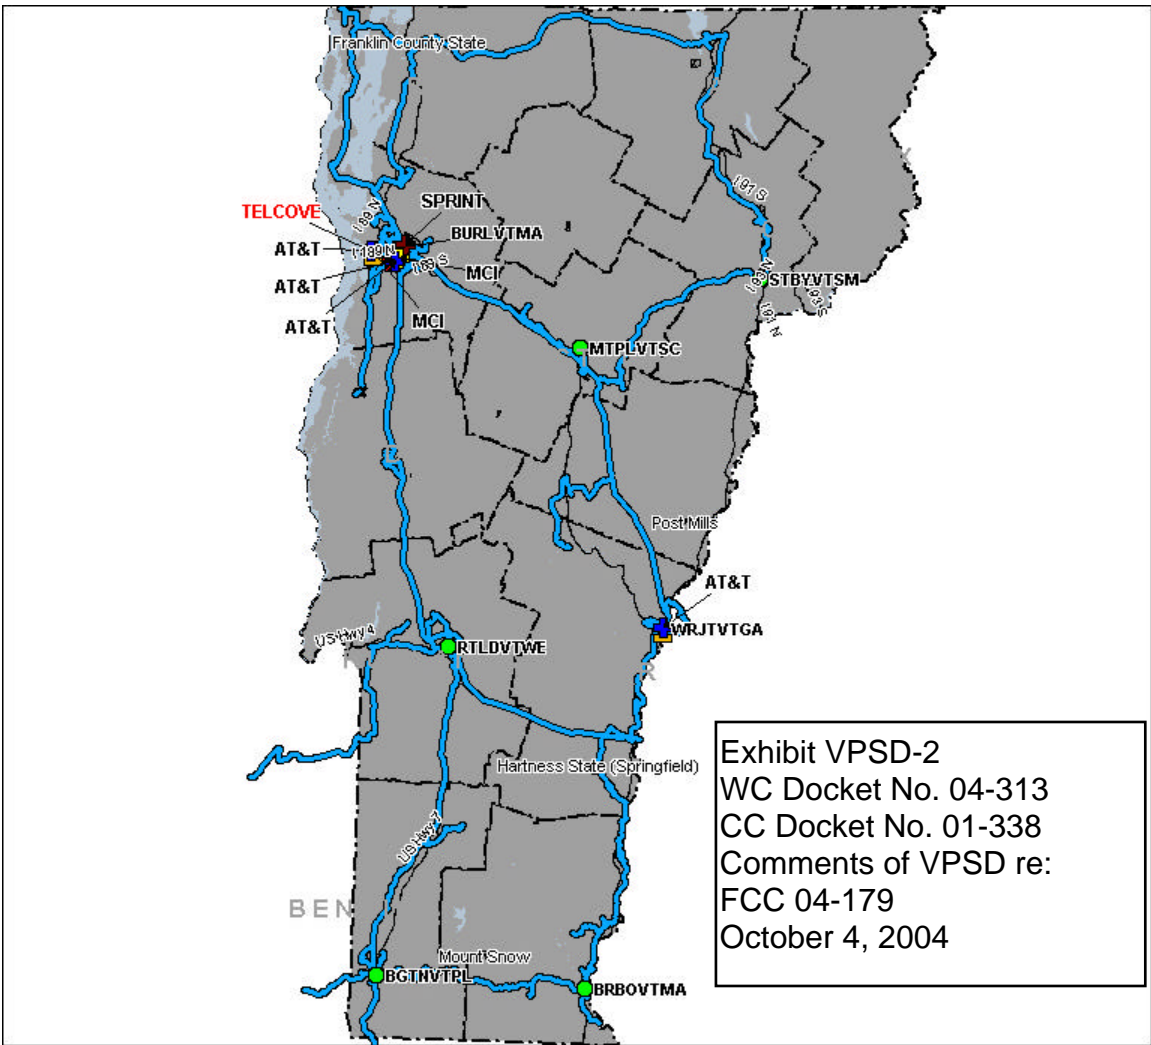 Franklin County State
I 91 S
SPRINT
TELCOVE
I 89 N
BURLVTMA
AT&T
I 189 N
I 89 S
MCI
I 93 N
STBYVTSM
AT&T
I 93 S
I 91 N
AT&T
MCI
MTPLVTSC
Post Mills
AT&T
WRJTVTGA
US Hwy 4
RTLDVTWE
R
Exhibit VPSD-2
WC Docket No. 04-313
CC Docket No. 01-338
Comments of VPSD re:
FCC 04-179
October 4, 2004
Hartness State (Springfield)
US Hwy 7
BEN
Mount Snow
BGTNVTPL
BRBOVTMA